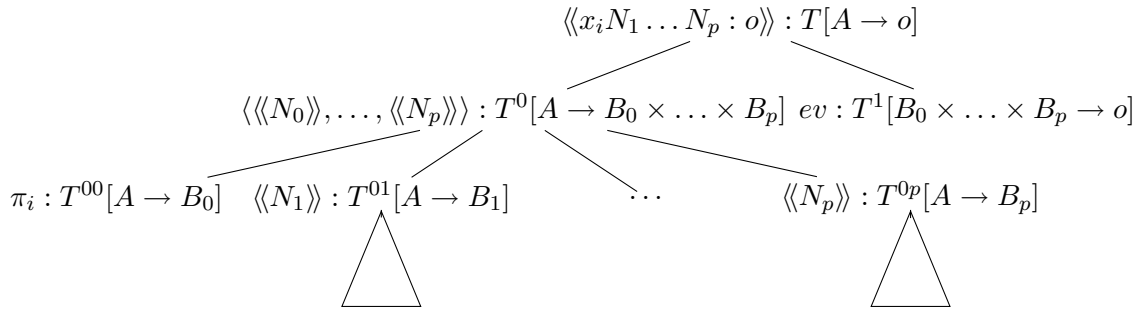 ⟪x_i N_1 … N_p : o⟫ : T[A → o]
⟨⟪N_0⟫, …, ⟪N_p⟫⟩ : T^0[A → B_0 × … × B_p] ev : T^1[B_0 × … × B_p → o]
π_i : T^{00}[A → B_0] ⟪N_1⟫ : T^{01}[A → B_1] … ⟪N_p⟫ : T^{0p}[A → B_p]